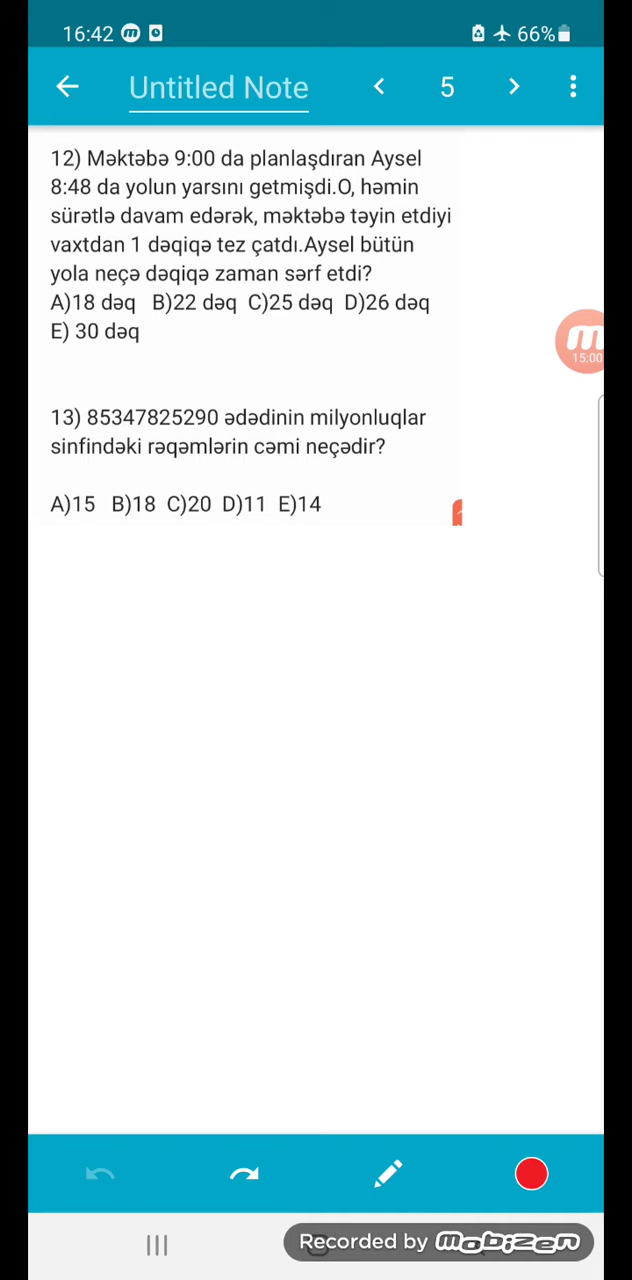 16:42 66%
Untitled Note 5
12) Məktəbə 9:00 da planlaşdıran Aysel
8:48 da yolun yarsını getmişdi.O, həmin
sürətlə davam edərək, məktəbə təyin etdiyi
vaxtdan 1 dəqiqə tez çatdı.Aysel bütün
yola neçə dəqiqə zaman sərf etdi?
A)18 dəq B)22 dəq C)25 dəq D)26 dəq
E) 30 dəq
m
15:00
13) 85347825290 ədədinin milyonluqlar
sinfindəki rəqəmlərin cəmi neçədir?
A)15 B)18 C)20 D)11 E)14
Recorded by mobizen